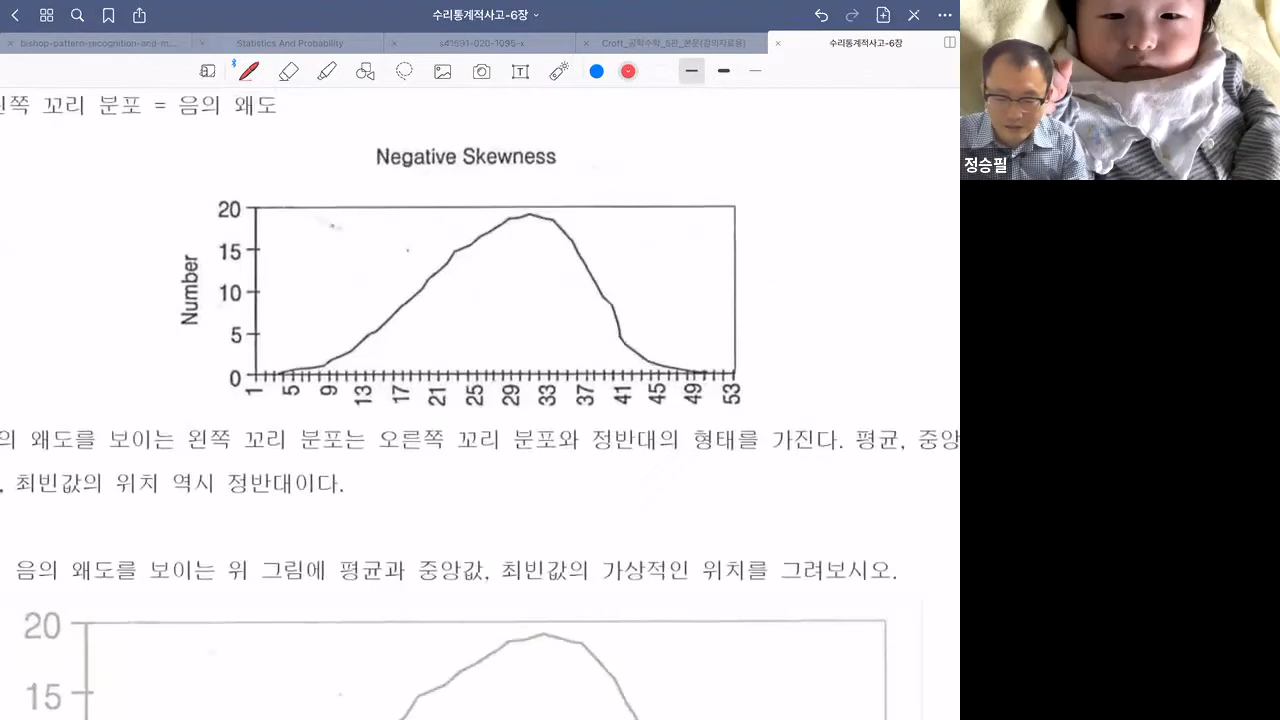 수리통계적사고-6장
bishop-pattern-recognition-and-m...
Statistics And Probability
s41591-020-1095-x
Croft_공학수학_5판_본문(강의자료용)
수리통계적사고-6장
쪽 꼬리 분포 = 음의 왜도
Negative Skewness
Number
20
15
10
5
0
1 5 9 13 17 21 25 29 33 37 41 45 49 53
의 왜도를 보이는 왼쪽 꼬리 분포는 오른쪽 꼬리 분포와 정반대의 형태를 가진다. 평균, 중앙
, 최빈값의 위치 역시 정반대이다.
음의 왜도를 보이는 위 그림에 평균과 중앙값, 최빈값의 가상적인 위치를 그려보시오.
20
15
정승필